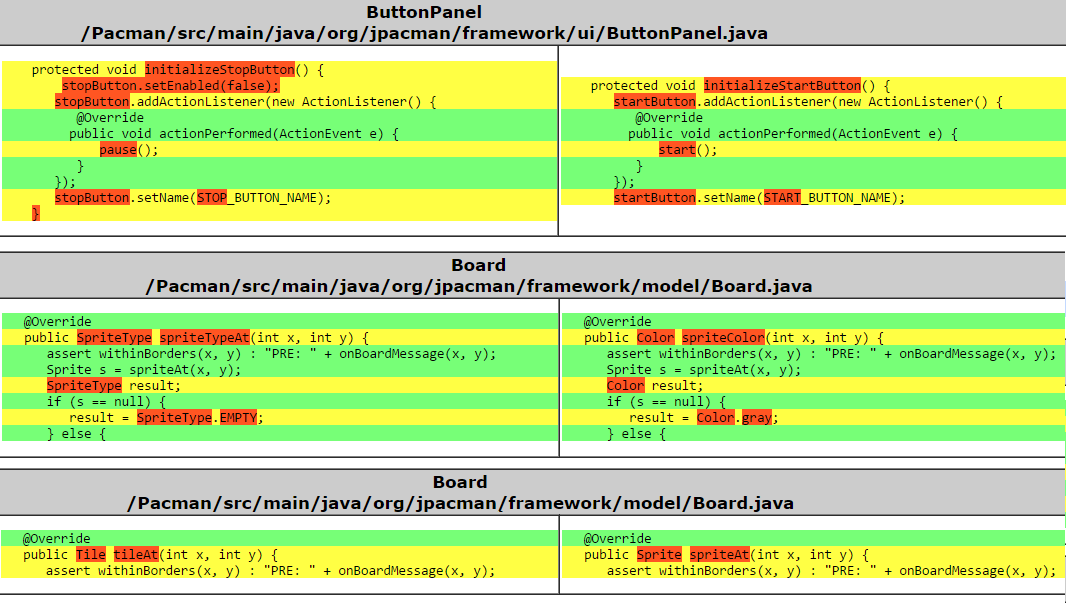 ButtonPanel
/Pacman/src/main/java/org/jpacman/framework/ui/ButtonPanel.java
protected void initializeStopButton() {
stopButton.setEnabled(false);
stopButton.addActionListener(new ActionListener() {
@Override
public void actionPerformed(ActionEvent e) {
pause();
}
});
stopButton.setName(STOP_BUTTON_NAME);
}
protected void initializeStartButton() {
startButton.addActionListener(new ActionListener() {
@Override
public void actionPerformed(ActionEvent e) {
start();
}
});
startButton.setName(START_BUTTON_NAME);
Board
/Pacman/src/main/java/org/jpacman/framework/model/Board.java
@Override
public SpriteType spriteTypeAt(int x, int y) {
assert withinBorders(x, y) : "PRE: " + onBoardMessage(x, y);
Sprite s = spriteAt(x, y);
SpriteType result;
if (s == null) {
result = SpriteType.EMPTY;
} else {
@Override
public Color spriteColor(int x, int y) {
assert withinBorders(x, y) : "PRE: " + onBoardMessage(x, y);
Sprite s = spriteAt(x, y);
Color result;
if (s == null) {
result = Color.gray;
} else {
Board
/Pacman/src/main/java/org/jpacman/framework/model/Board.java
@Override
public Tile tileAt(int x, int y) {
assert withinBorders(x, y) : "PRE: " + onBoardMessage(x, y);
@Override
public Sprite spriteAt(int x, int y) {
assert withinBorders(x, y) : "PRE: " + onBoardMessage(x, y);